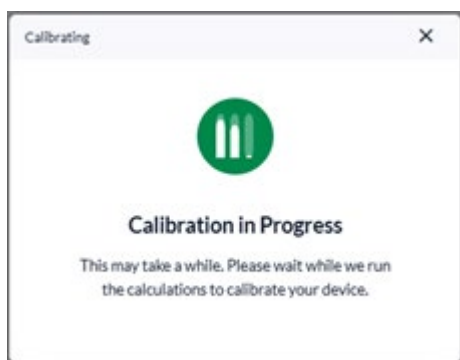 Calibrating
Calibration in Progress
This may take a while. Please wait while we run
the calculations to calibrate your device.